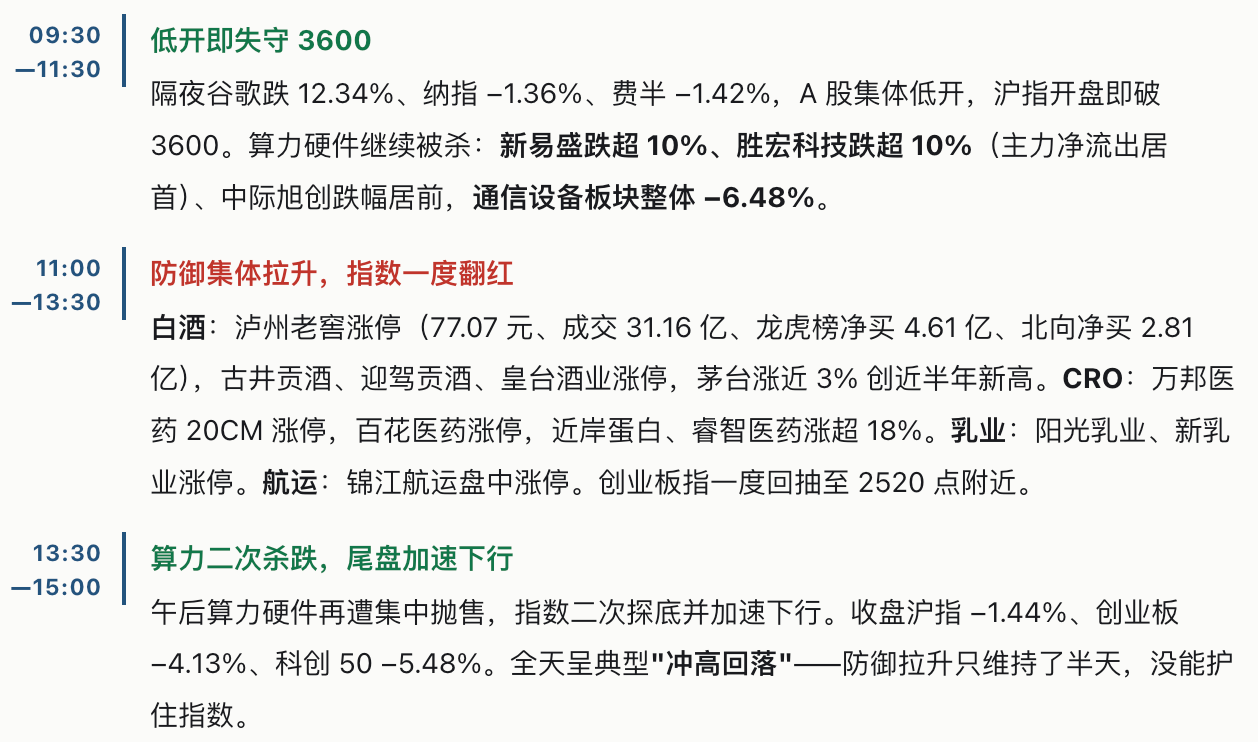 09:30
—11:30
低开即失守 3600
隔夜谷歌跌 12.34%、纳指 −1.36%、费半 −1.42%，A 股集体低开，沪指开盘即破
3600。算力硬件继续被杀：新易盛跌超 10%、胜宏科技跌超 10%（主力净流出居
首）、中际旭创跌幅居前，通信设备板块整体 −6.48%。
11:00
—13:30
防御集体拉升，指数一度翻红
白酒：泸州老窖涨停（77.07 元、成交 31.16 亿、龙虎榜净买 4.61 亿、北向净买 2.81
亿），古井贡酒、迎驾贡酒、皇台酒业涨停，茅台涨近 3% 创近半年新高。CRO：万邦医
药 20CM 涨停，百花医药涨停，近岸蛋白、睿智医药涨超 18%。乳业：阳光乳业、新乳
业涨停。航运：锦江航运盘中涨停。创业板指一度回抽至 2520 点附近。
13:30
—15:00
算力二次杀跌，尾盘加速下行
午后算力硬件再遭集中抛售，指数二次探底并加速下行。收盘沪指 −1.44%、创业板
−4.13%、科创 50 −5.48%。全天呈典型"冲高回落"——防御拉升只维持了半天，没能护
住指数。